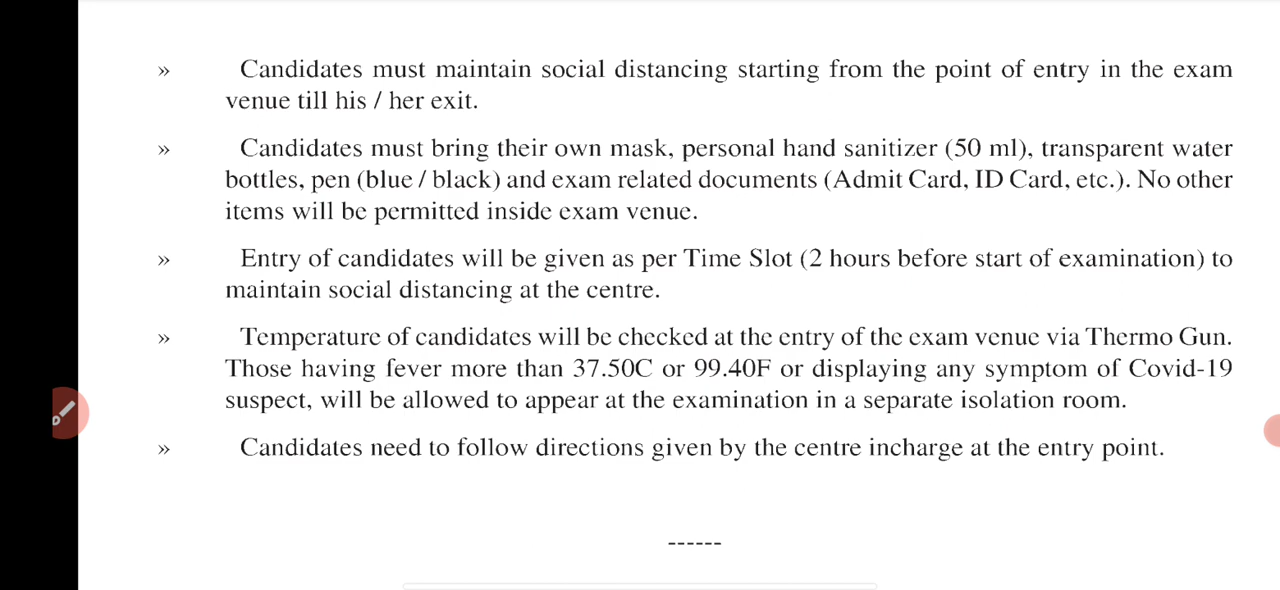 » Candidates must maintain social distancing starting from the point of entry in the exam
venue till his / her exit.
» Candidates must bring their own mask, personal hand sanitizer (50 ml), transparent water
bottles, pen (blue / black) and exam related documents (Admit Card, ID Card, etc.). No other
items will be permitted inside exam venue.
» Entry of candidates will be given as per Time Slot (2 hours before start of examination) to
maintain social distancing at the centre.
» Temperature of candidates will be checked at the entry of the exam venue via Thermo Gun.
Those having fever more than 37.50C or 99.40F or displaying any symptom of Covid-19
suspect, will be allowed to appear at the examination in a separate isolation room.
» Candidates need to follow directions given by the centre incharge at the entry point.
------